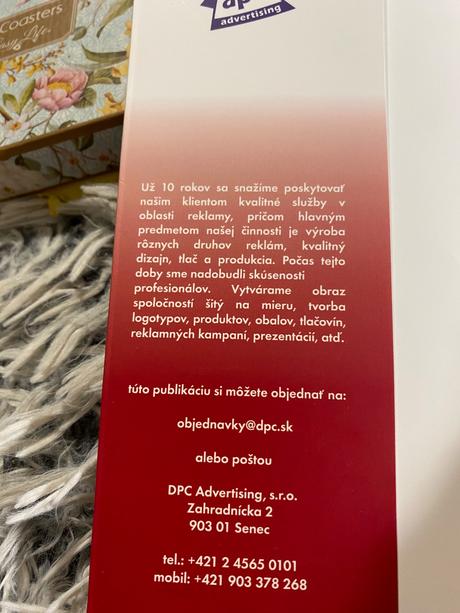 Coasters
Easy Life
dp
advertising
Už 10 rokov sa snažíme poskytovať
našim klientom kvalitné služby v
oblasti reklamy, pričom hlavným
predmetom našej činnosti je výroba
rôznych druhov reklám, kvalitný
dizajn, tlač a produkcia. Počas tejto
doby sme nadobudli skúsenosti
profesionálov. Vytvárame obraz
spoločností šitý na mieru, tvorba
logotypov, produktov, obalov, tlačovín,
reklamných kampaní, prezentácií, atď.
túto publikáciu si môžete objednať na:
objednavky@dpc.sk
alebo poštou
DPC Advertising, s.r.o.
Zahradnícka 2
903 01 Senec
tel.: +421 2 4565 0101
mobil: +421 903 378 268